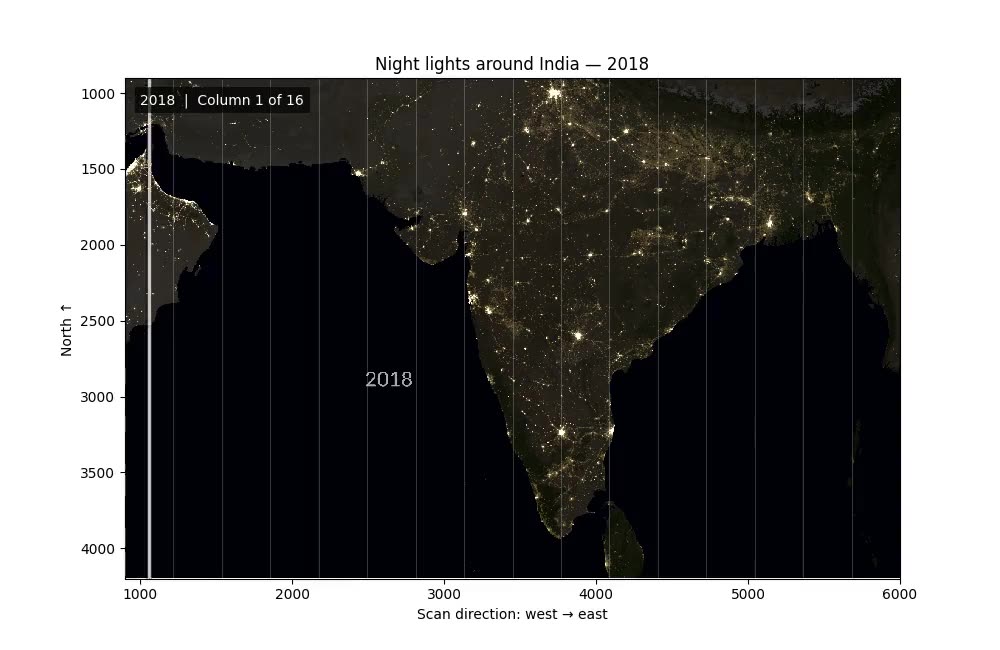 Night lights around India — 2018
2018 | Column 1 of 16
1000
1500
2000
2500
3000
3500
4000
North ↑
2018
1000 2000 3000 4000 5000 6000
Scan direction: west → east